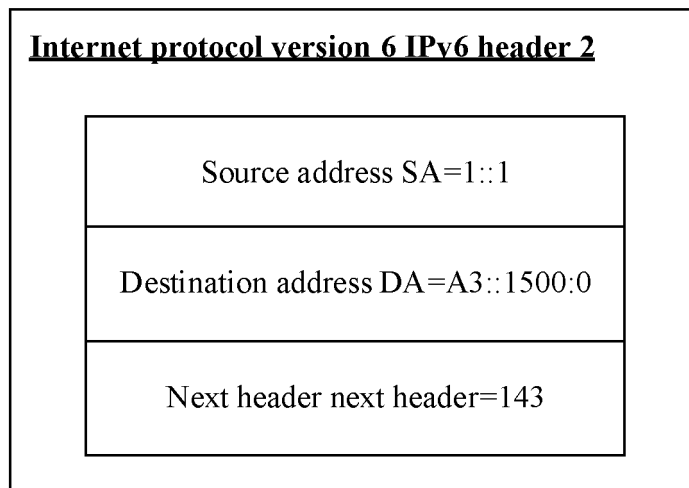 Internet protocol version 6 IPv6 header 2
Source address SA=1::1
Destination address DA=A3::1500:0
Next header next header=143